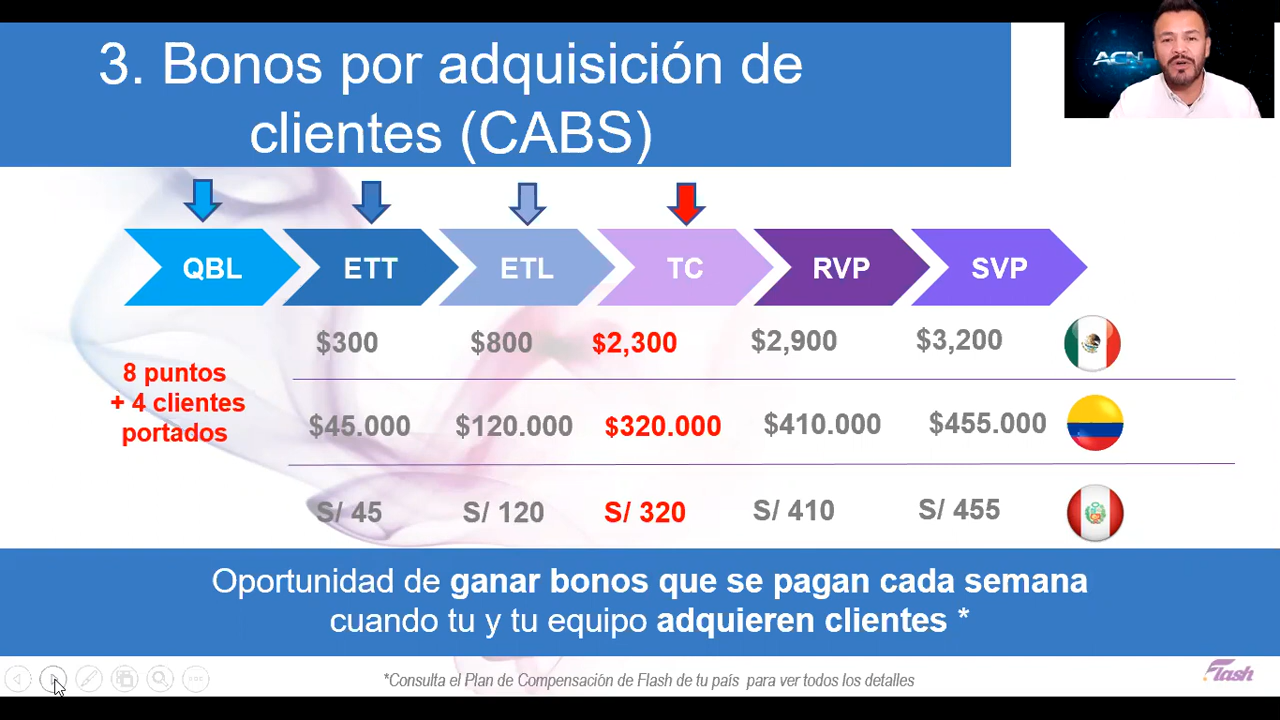 3. Bonos por adquisición de
clientes (CABS)
ACN
QBL
ETT
ETL
TC
RVP
SVP
$300
$800
$2,300
$2,900
$3,200
8 puntos
+ 4 clientes
portados
$45.000
$120.000
$320.000
$410.000
$455.000
S/ 45
S/ 120
S/ 320
S/ 410
S/ 455
Oportunidad de ganar bonos que se pagan cada semana
cuando tu y tu equipo adquieren clientes *
*Consulta el Plan de Compensación de Flash de tu país para ver todos los detalles
Flash